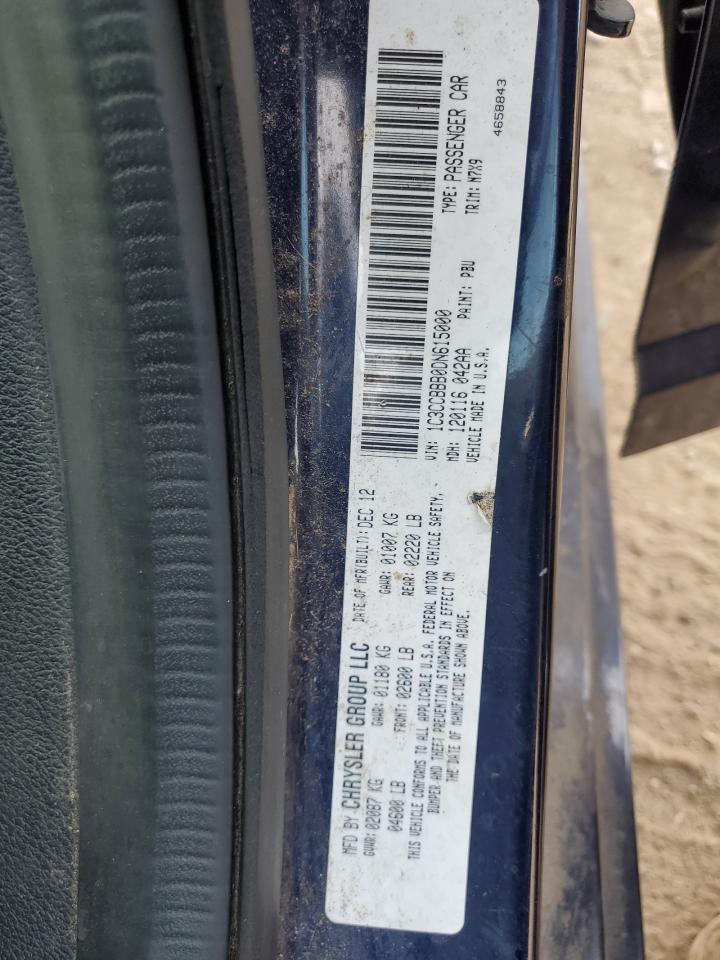 MFD BY CHRYSLER GROUP LLC DATE OF MFR(BUILT): DEC 12
GVWR: 02087 KG GAWR: 01180 KG GAWR: 01007 KG
04600 LB FRONT: 02600 LB REAR: 02220 LB
THIS VEHICLE CONFORMS TO ALL APPLICABLE U.S.A. FEDERAL MOTOR VEHICLE SAFETY,
BUMPER AND THEFT PREVENTION STANDARDS IN EFFECT ON
THE DATE OF MANUFACTURE SHOWN ABOVE.
VIN: 1C3CCBBB0DN615000 TYPE: PASSENGER CAR
MDH: 120116 042AA PAINT: PBU TRIM: N7X9
VEHICLE MADE IN U.S.A. 4658843